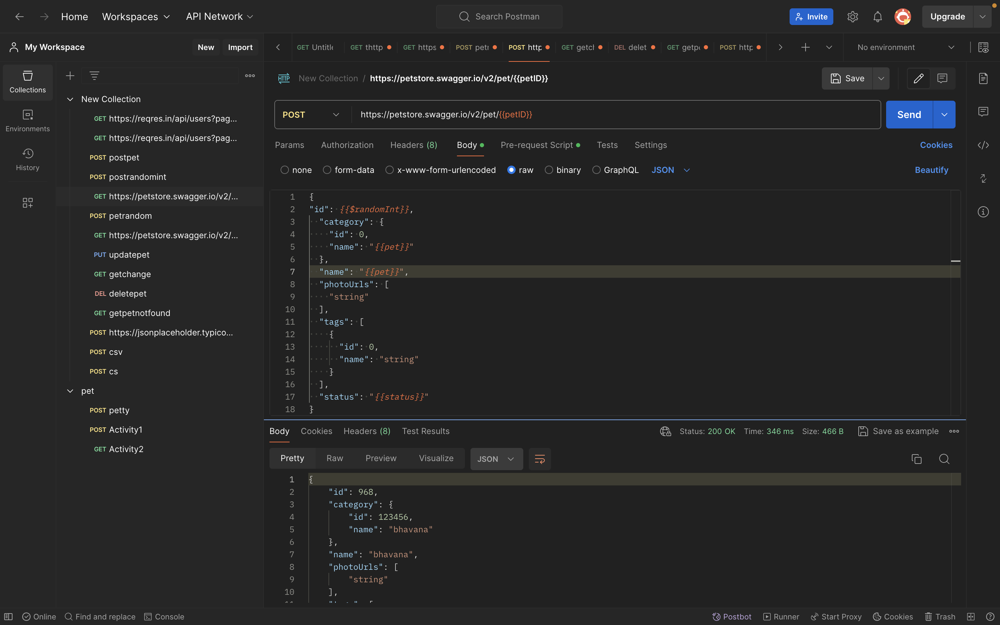 Home Workspaces API Network Search Postman Invite Upgrade
My Workspace New Import
GET Untitle GET thttp GET https POST petr POST http GET getch DEL delet GET getp POST http No environment
Collections
Environments
History
New Collection
GET https://reqres.in/api/users?pag...
GET https://reqres.in/api/users?pag...
POST postpet
POST postrandomint
GET https://petstore.swagger.io/v2/...
POST petrandom
GET https://petstore.swagger.io/v2/...
PUT updatepet
GET getchange
DEL deletepet
GET getpetnotfound
POST https://jsonplaceholder.typico...
POST csv
POST cs
pet
POST petty
POST Activity1
GET Activity2
HTTP New Collection / https://petstore.swagger.io/v2/pet/{{petID}} Save
POST https://petstore.swagger.io/v2/pet/{{petID}} Send
Params Authorization Headers (8) Body Pre-request Script Tests Settings Cookies
none form-data x-www-form-urlencoded raw binary GraphQL JSON Beautify
1 {
2 "id": {{$randomInt}},
3 "category": {
4 "id": 0,
5 "name": "{{pet}}"
6 },
7 "name": "{{pet}}",
8 "photoUrls": [
9 "string"
10 ],
11 "tags": [
12 {
13 "id": 0,
14 "name": "string"
15 }
16 ],
17 "status": "{{status}}"
18 }
Body Cookies Headers (8) Test Results Status: 200 OK Time: 346 ms Size: 466 B Save as example
Pretty Raw Preview Visualize JSON
1 {
2 "id": 968,
3 "category": {
4 "id": 123456,
5 "name": "bhavana"
6 },
7 "name": "bhavana",
8 "photoUrls": [
9 "string"
10 ],
Online Find and replace Console Postbot Runner Start Proxy Cookies Trash